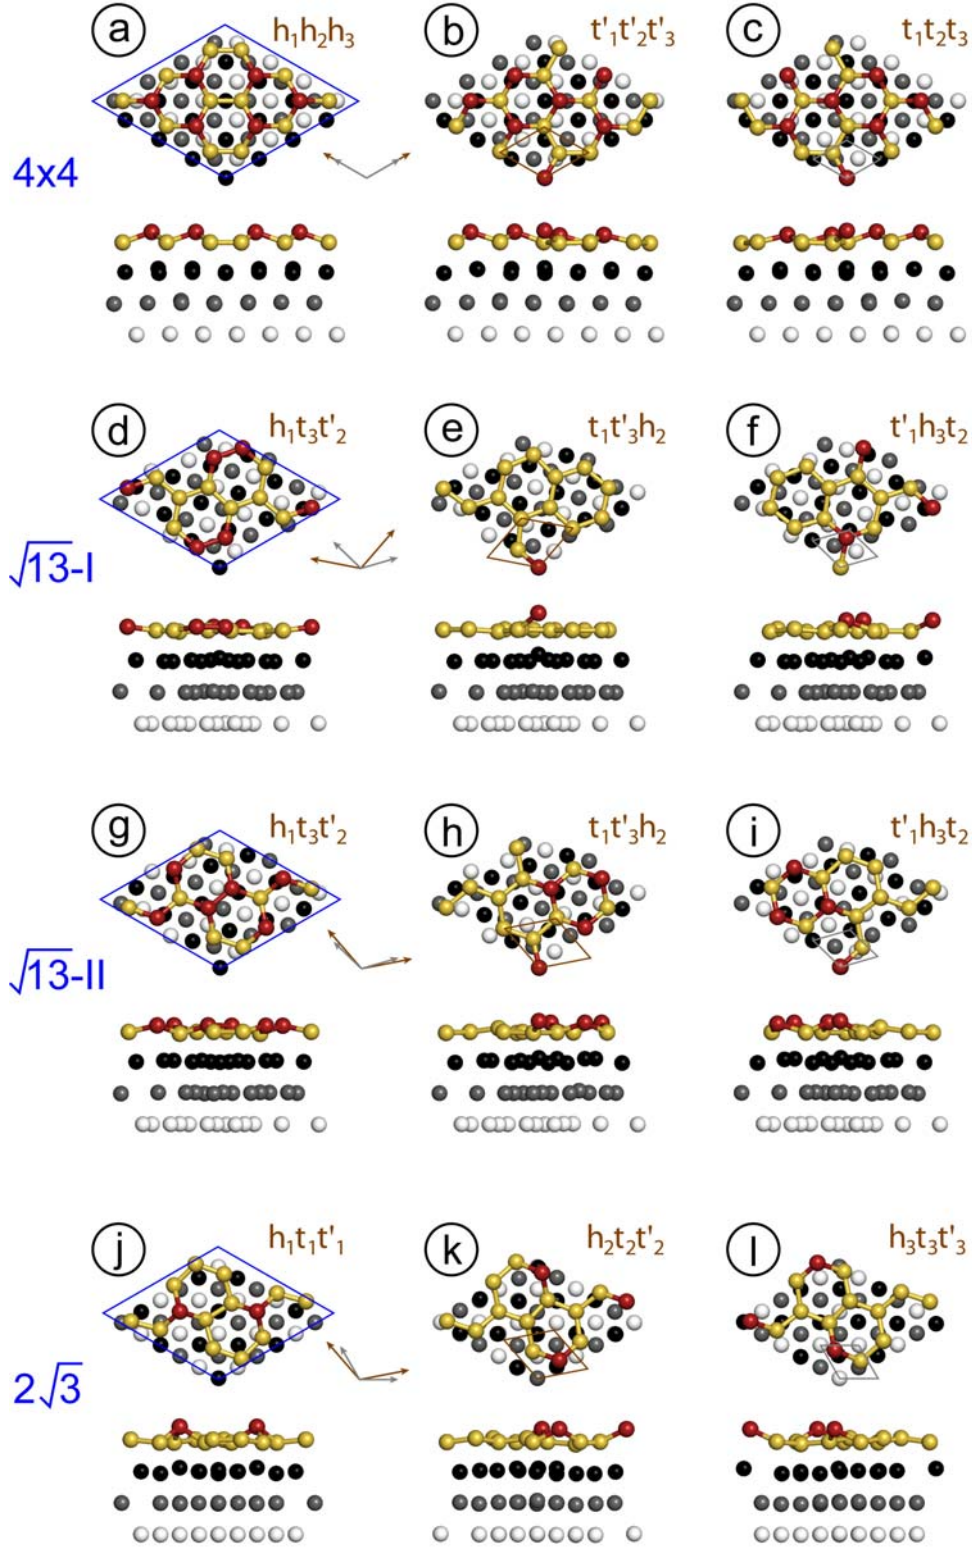 a h₁h₂h₃ b t'₁t'₂t'₃ c t₁t₂t₃
4x4
d h₁t₃t'₂ e t₁t'₃h₂ f t'₁h₃t₂
√13-I
g h₁t₃t'₂ h t₁t'₃h₂ i t'₁h₃t₂
√13-II
j h₁t₁t'₁ k h₂t₂t'₂ l h₃t₃t'₃
2√3